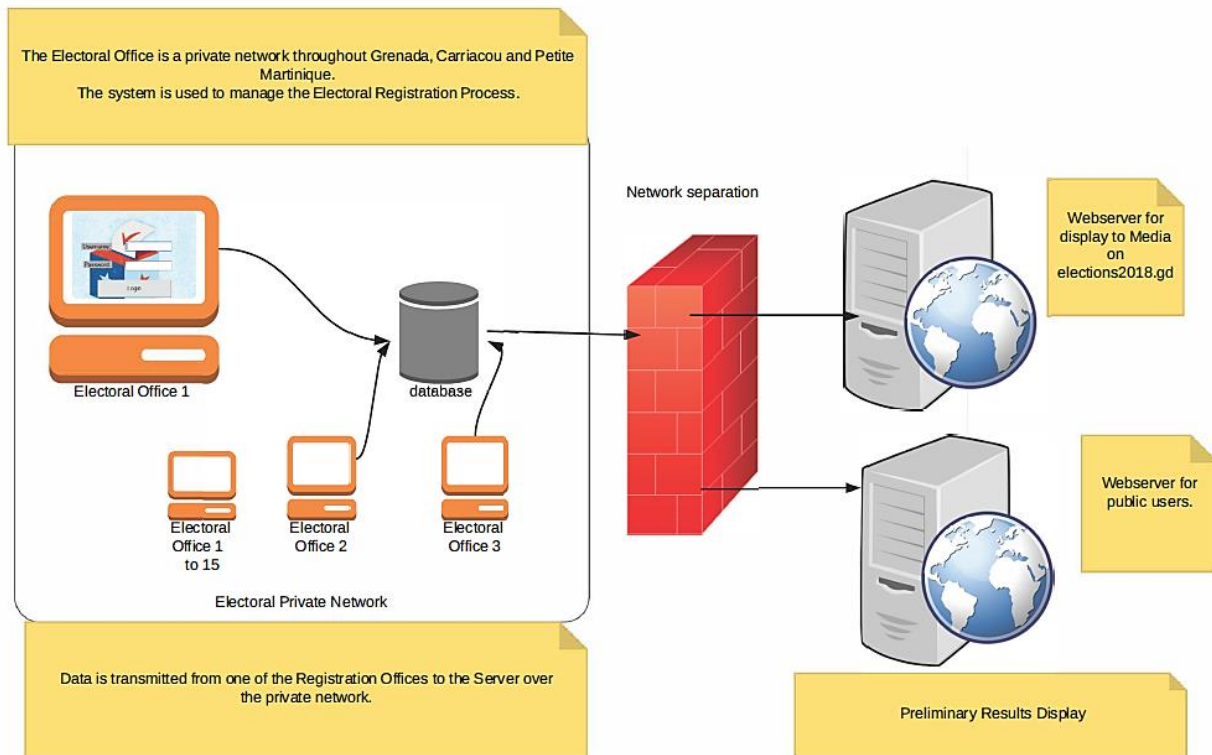 The Electoral Office is a private network throughout Grenada, Carriacou and Petite
Martinique.
The system is used to manage the Electoral Registration Process.
Network separation
Username
Password
Login
Webserver for
display to Media
on
elections2018.gd
Electoral Office 1
database
Electoral
Office 1
to 15
Electoral
Office 2
Electoral
Office 3
Webserver for
public users.
Electoral Private Network
Data is transmitted from one of the Registration Offices to the Server over
the private network.
Preliminary Results Display